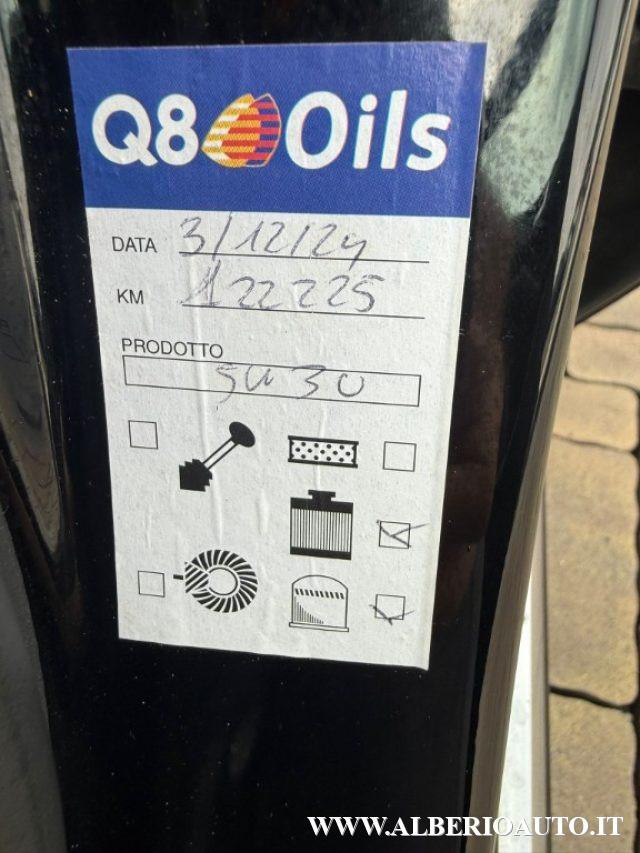 Q8 Oils
DATA 3/12/24
KM 122225
PRODOTTO
5W30
WWW.ALBERIOAUTO.IT